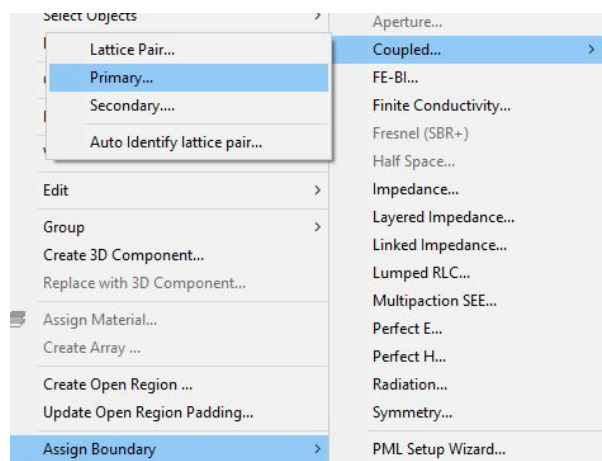 Select Objects
Lattice Pair...
Primary...
Secondary....
Auto Identify lattice pair...
Edit
Group
Create 3D Component...
Replace with 3D Component...
Assign Material...
Create Array ...
Create Open Region ...
Update Open Region Padding...
Assign Boundary
Aperture...
Coupled...
FE-BI...
Finite Conductivity...
Fresnel (SBR+)
Half Space...
Impedance...
Layered Impedance...
Linked Impedance...
Lumped RLC...
Multipaction SEE...
Perfect E...
Perfect H...
Radiation...
Symmetry...
PML Setup Wizard...